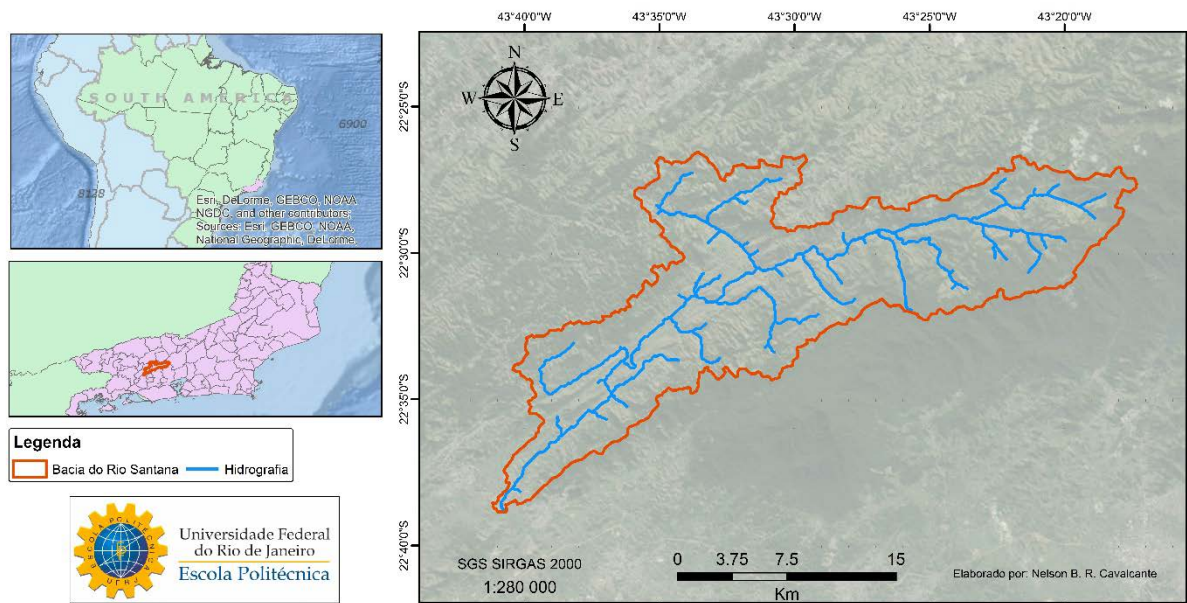 SOUTH AMERICA
6900
8128
Esri, DeLorme, GEBCO, NOAA
NGDC, and other contributors;
Sources: Esri, GEBCO, NOAA,
National Geographic, DeLorme,
Legenda
Bacia do Rio Santana
Hidrografia
ESCOLA POLITÉCNICA
UFRJ
Universidade Federal
do Rio de Janeiro
Escola Politécnica
43°40'0"W
43°35'0"W
43°30'0"W
43°25'0"W
43°20'0"W
22°25'0"S
22°30'0"S
22°35'0"S
22°40'0"S
N
W
E
S
SGS SIRGAS 2000
1:280 000
0 3.75 7.5 15
Km
Elaborado por: Nelson B. R. Cavalcante